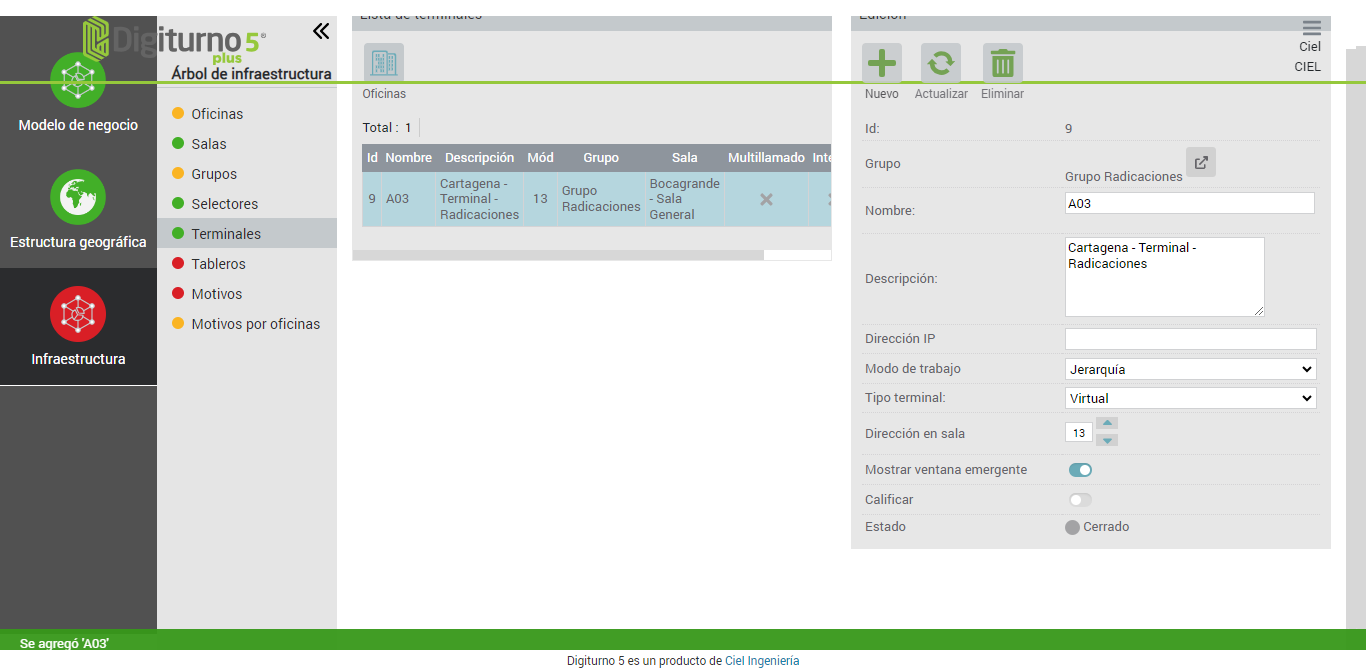 Digiturno 5®
plus
Árbol de infraestructura
Modelo de negocio
Estructura geográfica
Infraestructura
Oficinas
Salas
Grupos
Selectores
Terminales
Tableros
Motivos
Motivos por oficinas
Lista de terminales
Oficinas
Total : 1
Id Nombre Descripción Mód Grupo Sala Multillamado Inte
9 A03 Cartagena - Terminal - Radicaciones 13 Grupo Radicaciones Bocagrande - Sala General
Edición
Ciel
CIEL
Nuevo Actualizar Eliminar
Id: 9
Grupo Grupo Radicaciones
Nombre: A03
Descripción: Cartagena - Terminal -
Radicaciones
Dirección IP
Modo de trabajo Jerarquía
Tipo terminal: Virtual
Dirección en sala 13
Mostrar ventana emergente
Calificar
Estado Cerrado
Se agregó 'A03'
Digiturno 5 es un producto de Ciel Ingeniería